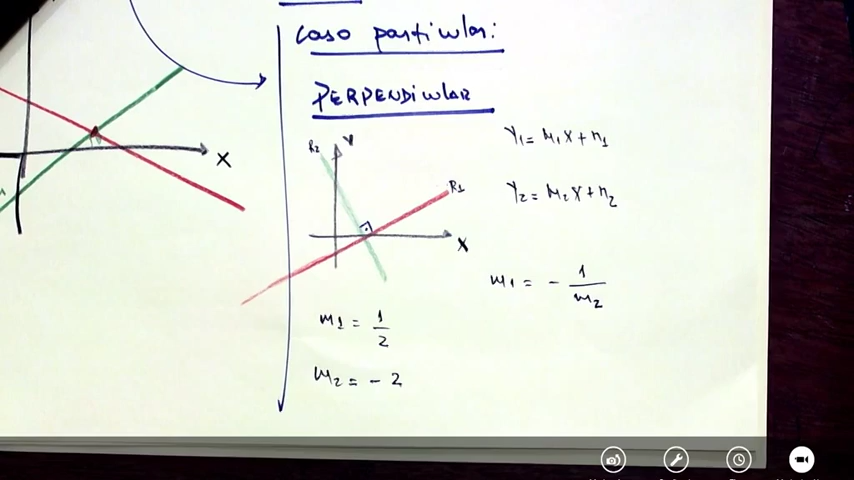 Caso particular:
PERPENDICULAR
R2
Y
R1
X
Y1 = M1X + n1
Y2 = M2X + n2
m1 = - 1/m2
m1 = 1/2
m2 = - 2
X